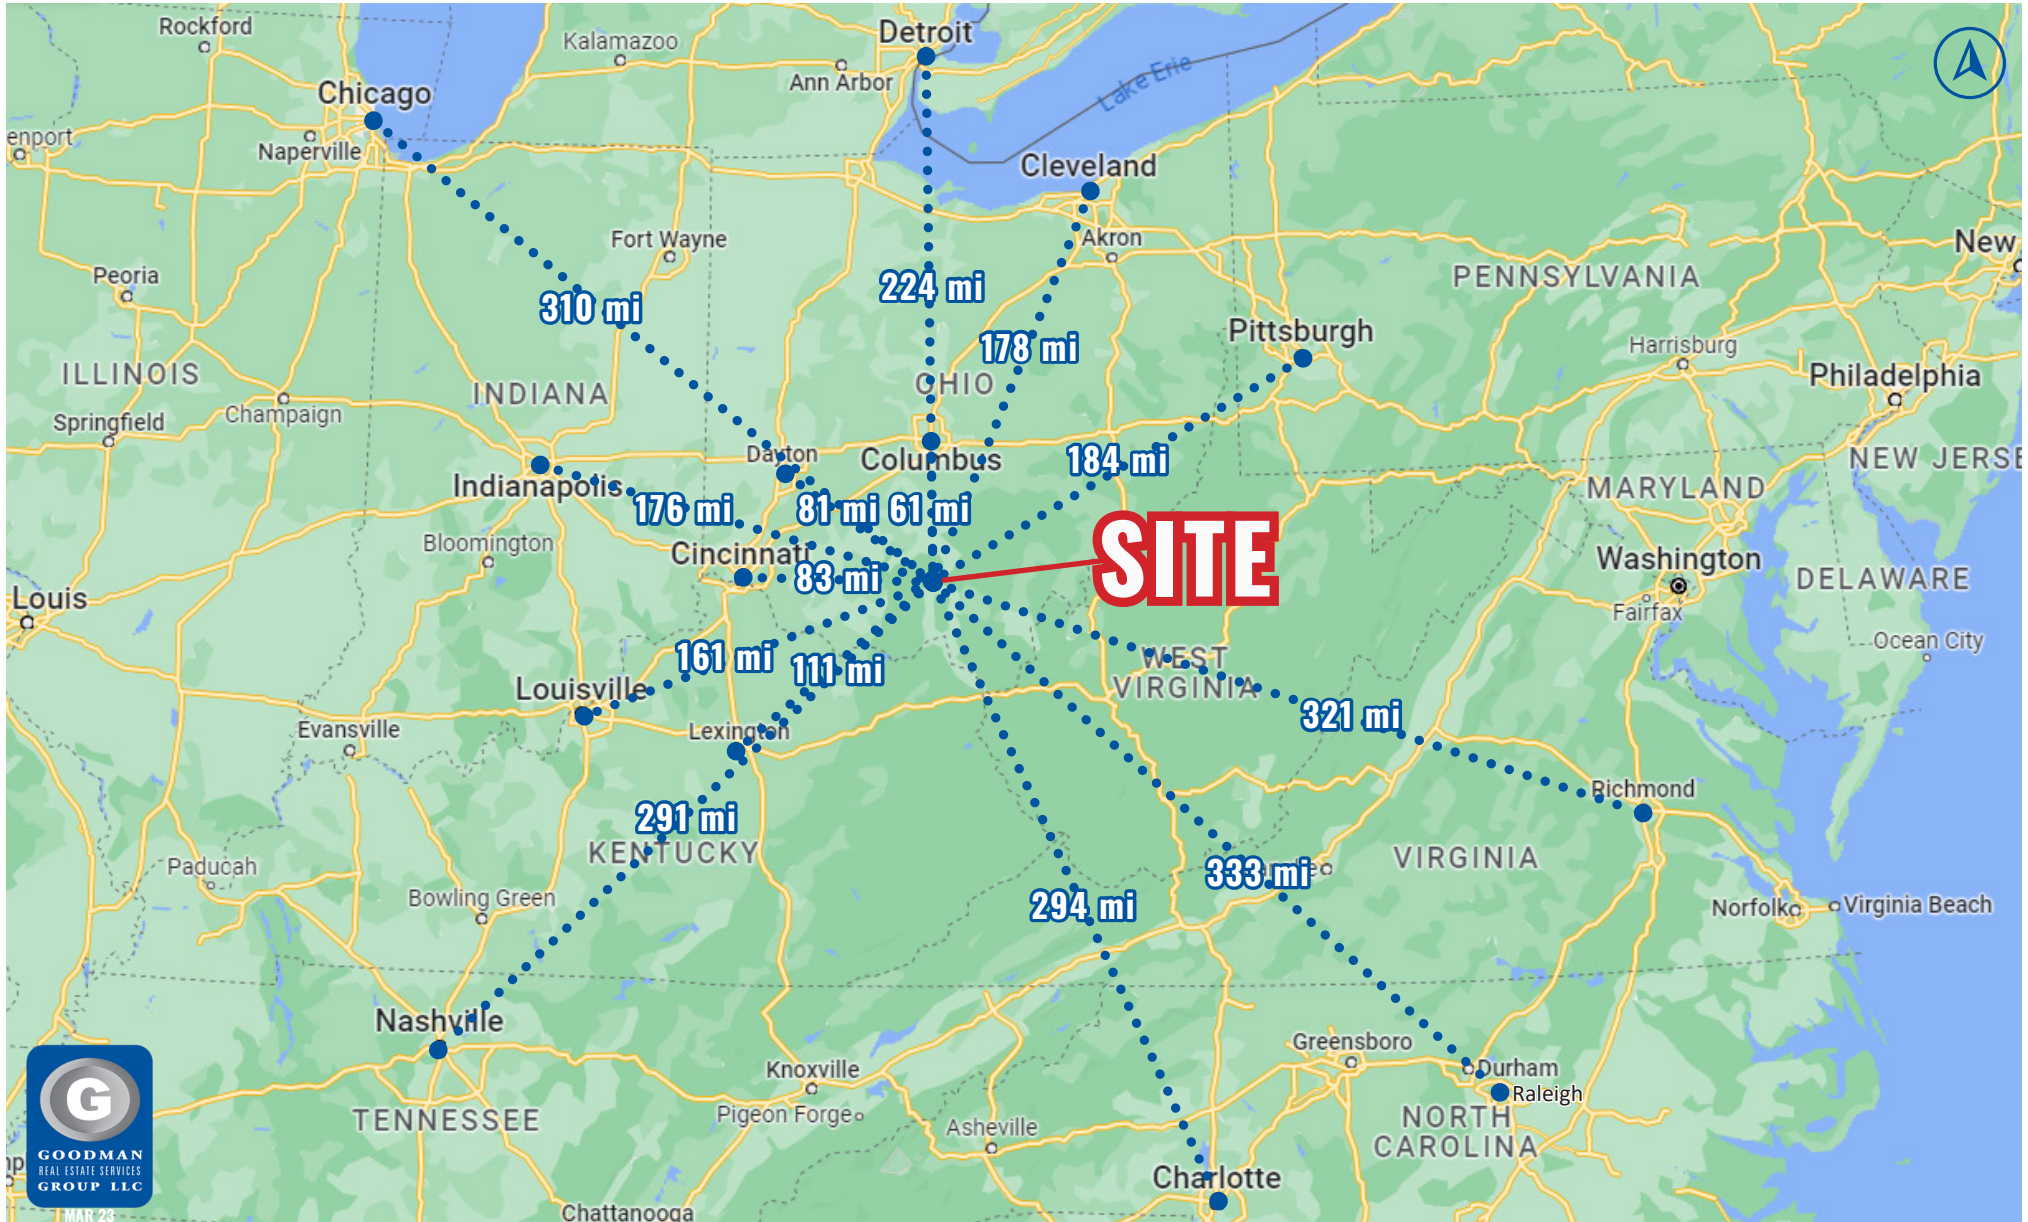 Rockford
Kalamazoo
Detroit
Ann Arbor
Lake Erie
Chicago
enport
Naperville
Cleveland
Akron
New
Fort Wayne
Peoria
PENNSYLVANIA
224 mi
310 mi
178 mi
Pittsburgh
Harrisburg
ILLINOIS
INDIANA
OHIO
Philadelphia
Champaign
Springfield
Dayton
Columbus
184 mi
NEW JERSE
Indianapolis
MARYLAND
176 mi
81 mi
61 mi
Bloomington
Cincinnati
SITE
Washington
83 mi
DELAWARE
Louis
Fairfax
Ocean City
161 mi
111 mi
WEST
VIRGINIA
Louisville
321 mi
Evansville
Lexington
Richmond
291 mi
KENTUCKY
VIRGINIA
Paducah
333 mi
Bowling Green
294 mi
Norfolk
Virginia Beach
Nashville
Greensboro
Knoxville
Durham
Raleigh
Pigeon Forge
TENNESSEE
Asheville
NORTH
CAROLINA
Charlotte
Chattanooga
G
GOODMAN
REAL ESTATE SERVICES
GROUP LLC
MAR 23